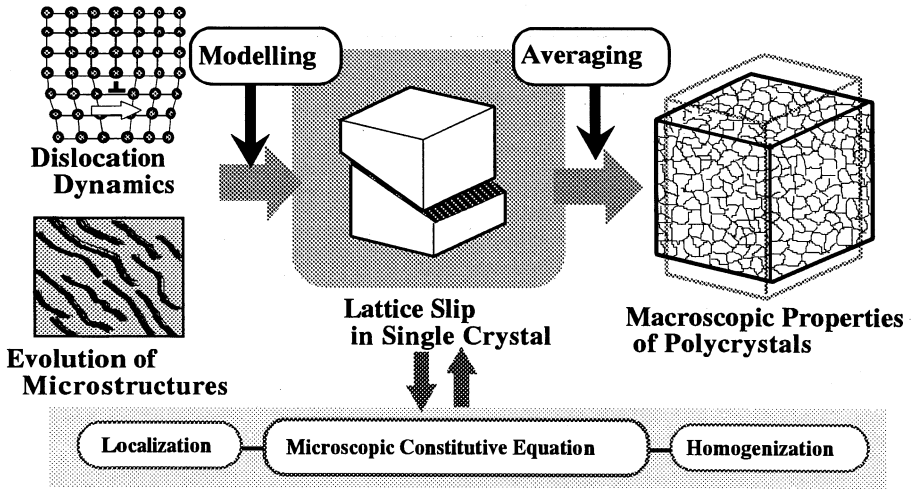 Modelling
Averaging
Dislocation
Dynamics
Evolution of
Microstructures
Lattice Slip
in Single Crystal
Macroscopic Properties
of Polycrystals
Localization
Microscopic Constitutive Equation
Homogenization